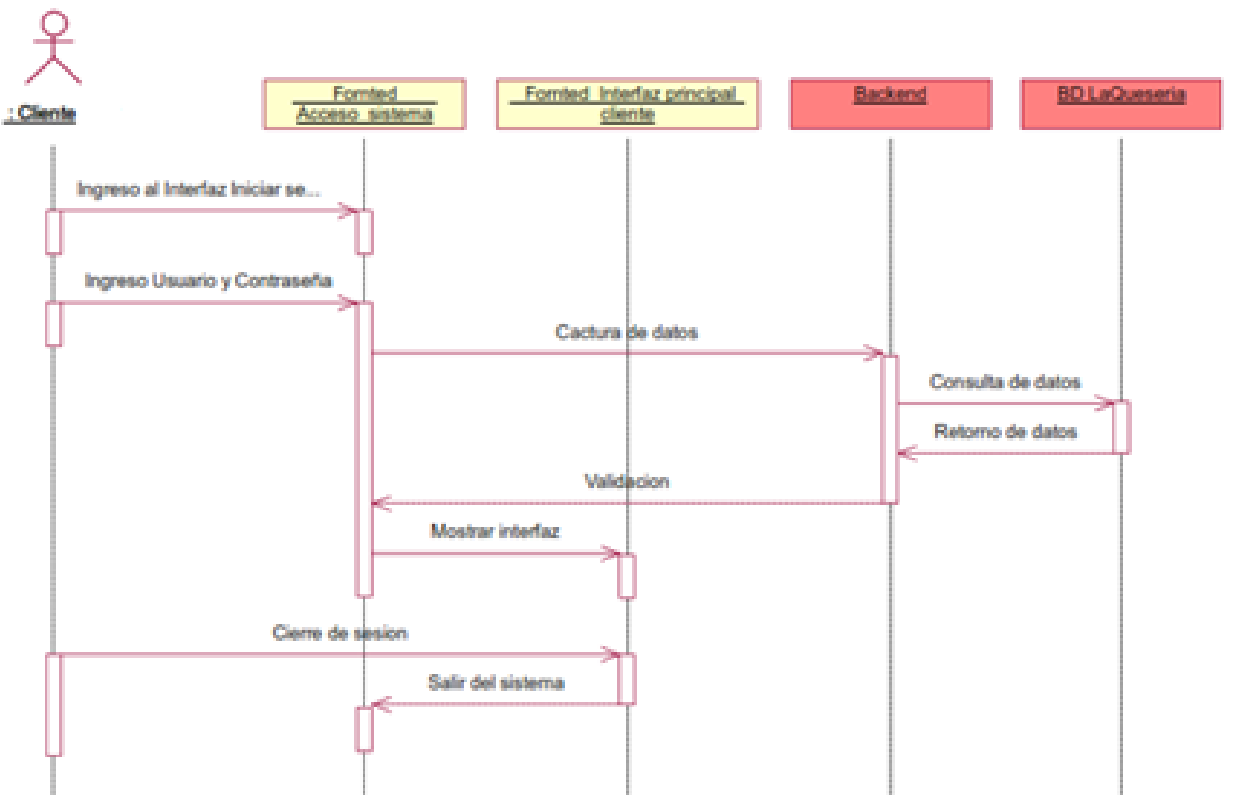 : Cliente
Fornted
Acceso sistema
Fornted Interfaz principal
cliente
Backend
BD:LaQueseria
Ingreso al Interfaz Iniciar se...
Ingreso Usuario y Contraseña
Cactura de datos
Consulta de datos
Retorno de datos
Validacion
Mostrar interfaz
Cierre de sesion
Salir del sistema